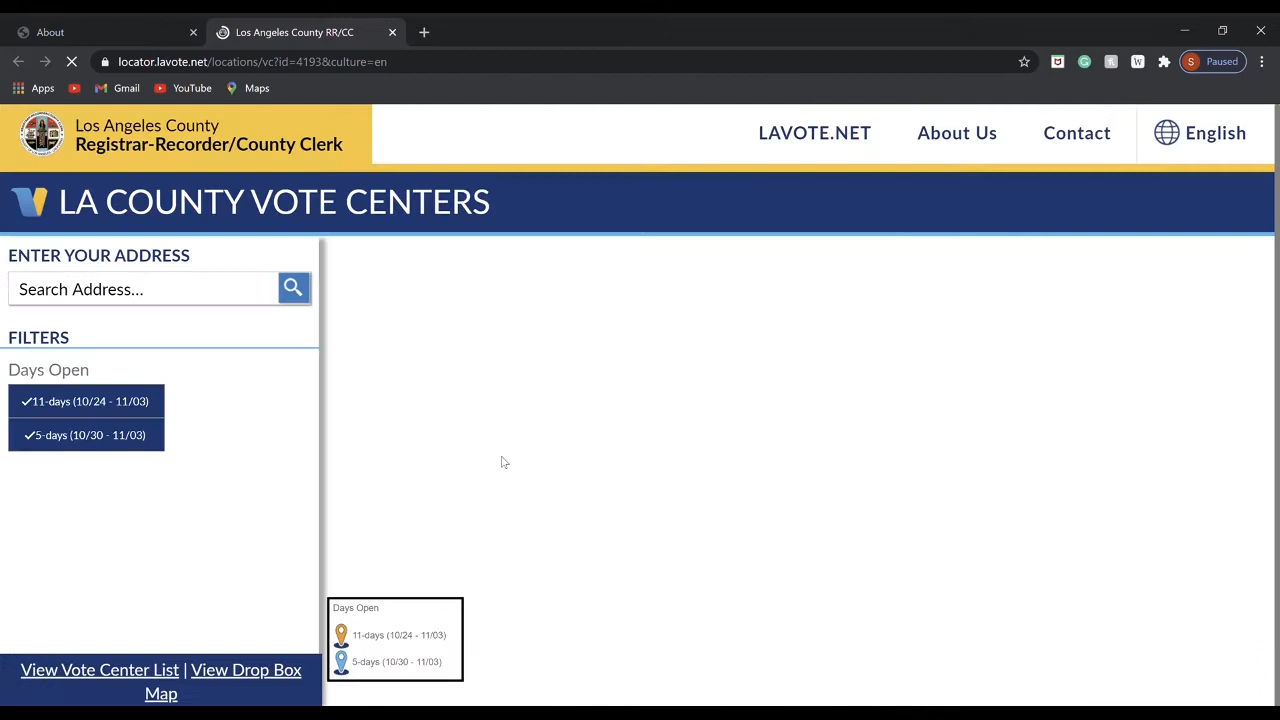 About
Los Angeles County RR/CC
locator.lavote.net/locations/vc?id=4193&culture=en
S Paused
Apps
Gmail
YouTube
Maps
Los Angeles County
Registrar-Recorder/County Clerk
LAVOTE.NET
About Us
Contact
English
LA COUNTY VOTE CENTERS
ENTER YOUR ADDRESS
Search Address...
FILTERS
Days Open
11-days (10/24 - 11/03)
5-days (10/30 - 11/03)
Days Open
11-days (10/24 - 11/03)
5-days (10/30 - 11/03)
View Vote Center List | View Drop Box
Map